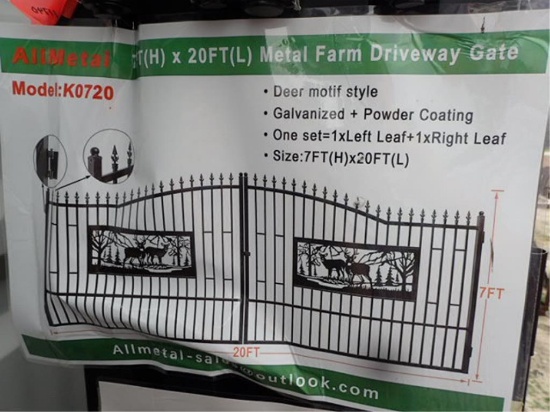 AllMetal T(H) x 20FT(L) Metal Farm Driveway Gate
Model:K0720
• Deer motif style
• Galvanized + Powder Coating
• One set=1xLeft Leaf+1xRight Leaf
• Size:7FT(H)x20FT(L)
7FT
20FT
outlook.com